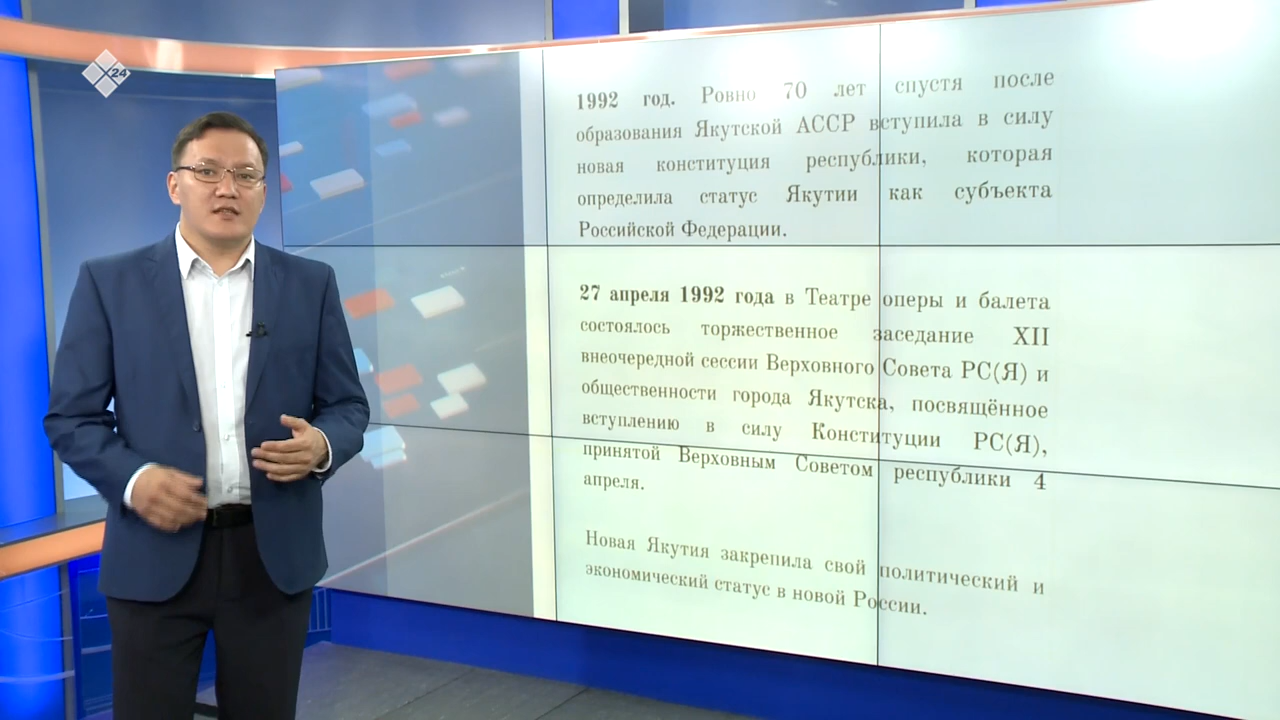 24
1992 год. Ровно 70 лет спустя после
образования Якутской АССР вступила в силу
новая конституция республики, которая
определила статус Якутии как субъекта
Российской Федерации.
27 апреля 1992 года в Театре оперы и балета
состоялось торжественное заседание XII
внеочередной сессии Верховного Совета РС(Я) и
общественности города Якутска, посвящённое
вступлению в силу Конституции РС(Я),
принятой Верховным Советом республики 4
апреля.
Новая Якутия закрепила свой политический и
экономический статус в новой России.